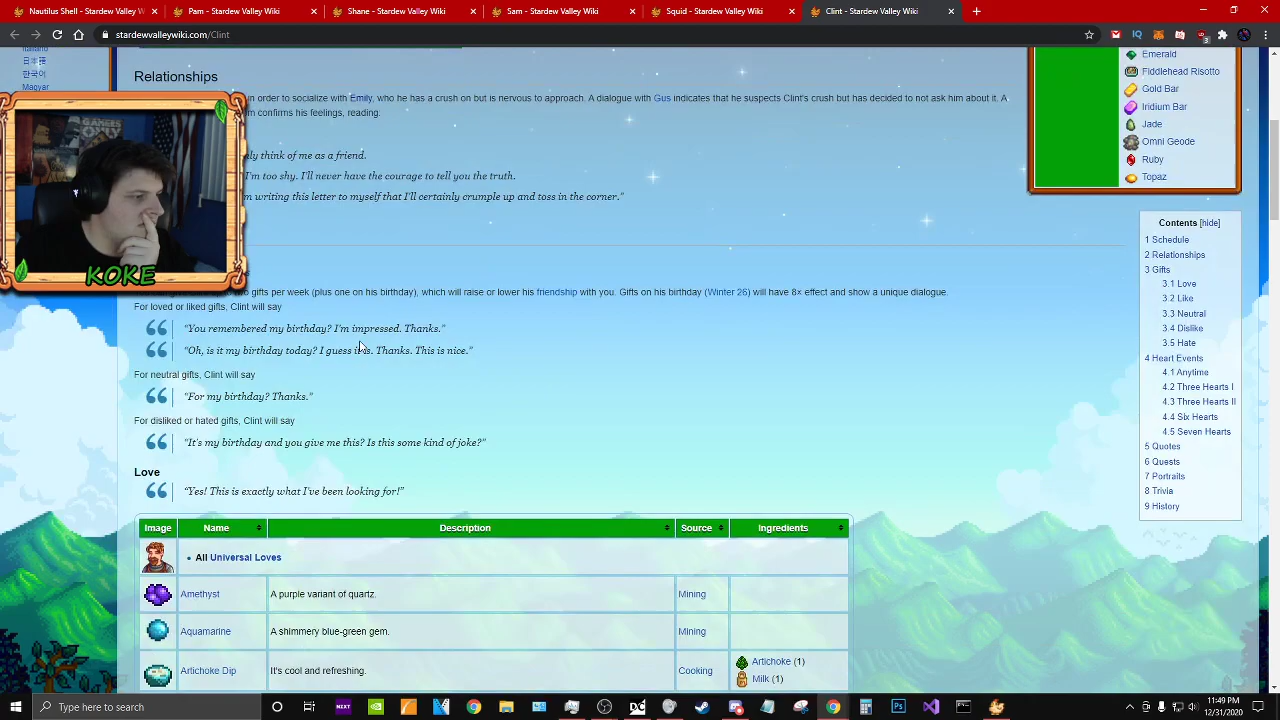 Nautilus Shell - Stardew Valley W
Pam - Stardew Valley Wiki
Shane - Stardew Valley Wiki
Sam - Stardew Valley Wiki
Squid - Stardew Valley Wiki
Clint - Stardew Valley Wiki
stardewvalleywiki.com/Clint
Italiano
日本語
한국어
Magyar
Relationships
in order to socialize with Emily, who he has a crush on but is nervous to approach. A dialogue with Gus indicates that he suspects Clint's crush but has decided to not ask him about it. A
m confirms his feelings, reading:
nly think of me as a friend.
I'm too shy. I'll never have the courage to tell you the truth.
m writing this letter to myself that I'll certainly crumple up and toss in the corner."
KOKE
gifts per week (plus one on his birthday), which will raise or lower his friendship with you. Gifts on his birthday (Winter 26) will have 8× effect and show a unique dialogue.
For loved or liked gifts, Clint will say
"You remembered my birthday? I'm impressed. Thanks."
"Oh, is it my birthday today? I guess it is. Thanks. This is nice."
For neutral gifts, Clint will say
"For my birthday? Thanks."
For disliked or hated gifts, Clint will say
"It's my birthday and you give me this? Is this some kind of joke?"
Love
"Yes! This is exactly what I've been looking for!"
Image Name Description Source Ingredients
• All Universal Loves
Amethyst A purple variant of quartz. Mining
Aquamarine A shimmery blue-green gem. Mining
Artichoke Dip It's cool and refreshing. Cooking Artichoke (1)
Milk (1)
Emerald
Fiddlehead Risotto
Gold Bar
Iridium Bar
Jade
Omni Geode
Ruby
Topaz
Contents [hide]
1 Schedule
2 Relationships
3 Gifts
3.1 Love
3.2 Like
3.3 Neutral
3.4 Dislike
3.5 Hate
4 Heart Events
4.1 Anytime
4.2 Three Hearts I
4.3 Three Hearts II
4.4 Six Hearts
4.5 Seven Hearts
5 Quotes
6 Quests
7 Portraits
8 Trivia
9 History
Type here to search
NEXT
11:49 PM
12/31/2020